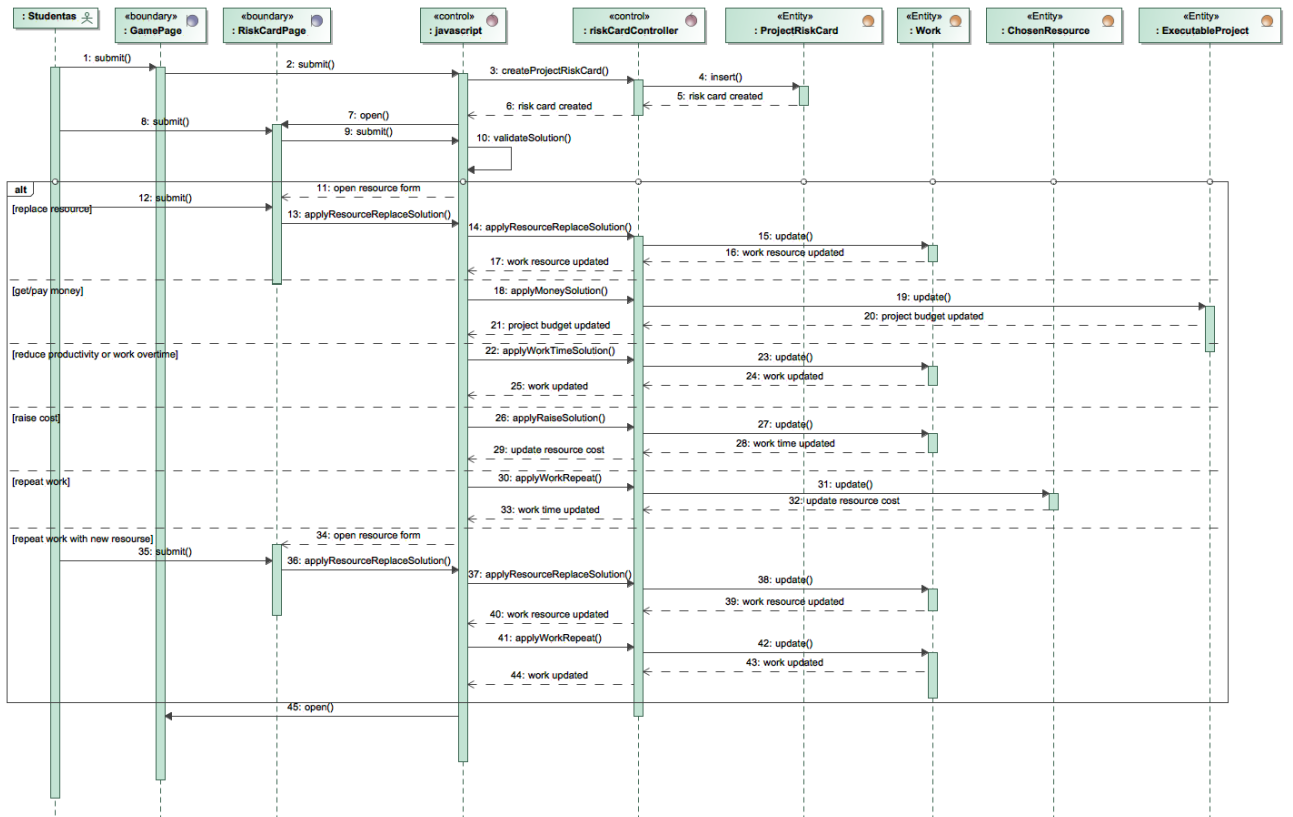 : Studentas
«boundary»
: GamePage
«boundary»
: RiskCardPage
«control»
: javascript
«control»
: riskCardController
«Entity»
: ProjectRiskCard
«Entity»
: Work
«Entity»
: ChosenResource
«Entity»
: ExecutableProject
1: submit()
2: submit()
3: createProjectRiskCard()
4: insert()
5: risk card created
6: risk card created
7: open()
8: submit()
9: submit()
10: validateSolution()
alt
11: open resource form
[replace resource]
12: submit()
13: applyResourceReplaceSolution()
14: applyResourceReplaceSolution()
15: update()
16: work resource updated
17: work resource updated
[get/pay money]
18: applyMoneySolution()
19: update()
20: project budget updated
21: project budget updated
[reduce productivity or work overtime]
22: applyWorkTimeSolution()
23: update()
24: work updated
25: work updated
[raise cost]
26: applyRaiseSolution()
27: update()
28: work time updated
29: update resource cost
[repeat work]
30: applyWorkRepeat()
31: update()
32: update resource cost
33: work time updated
[repeat work with new resourse]
34: open resource form
35: submit()
36: applyResourceReplaceSolution()
37: applyResourceReplaceSolution()
38: update()
39: work resource updated
40: work resource updated
41: applyWorkRepeat()
42: update()
43: work updated
44: work updated
45: open()